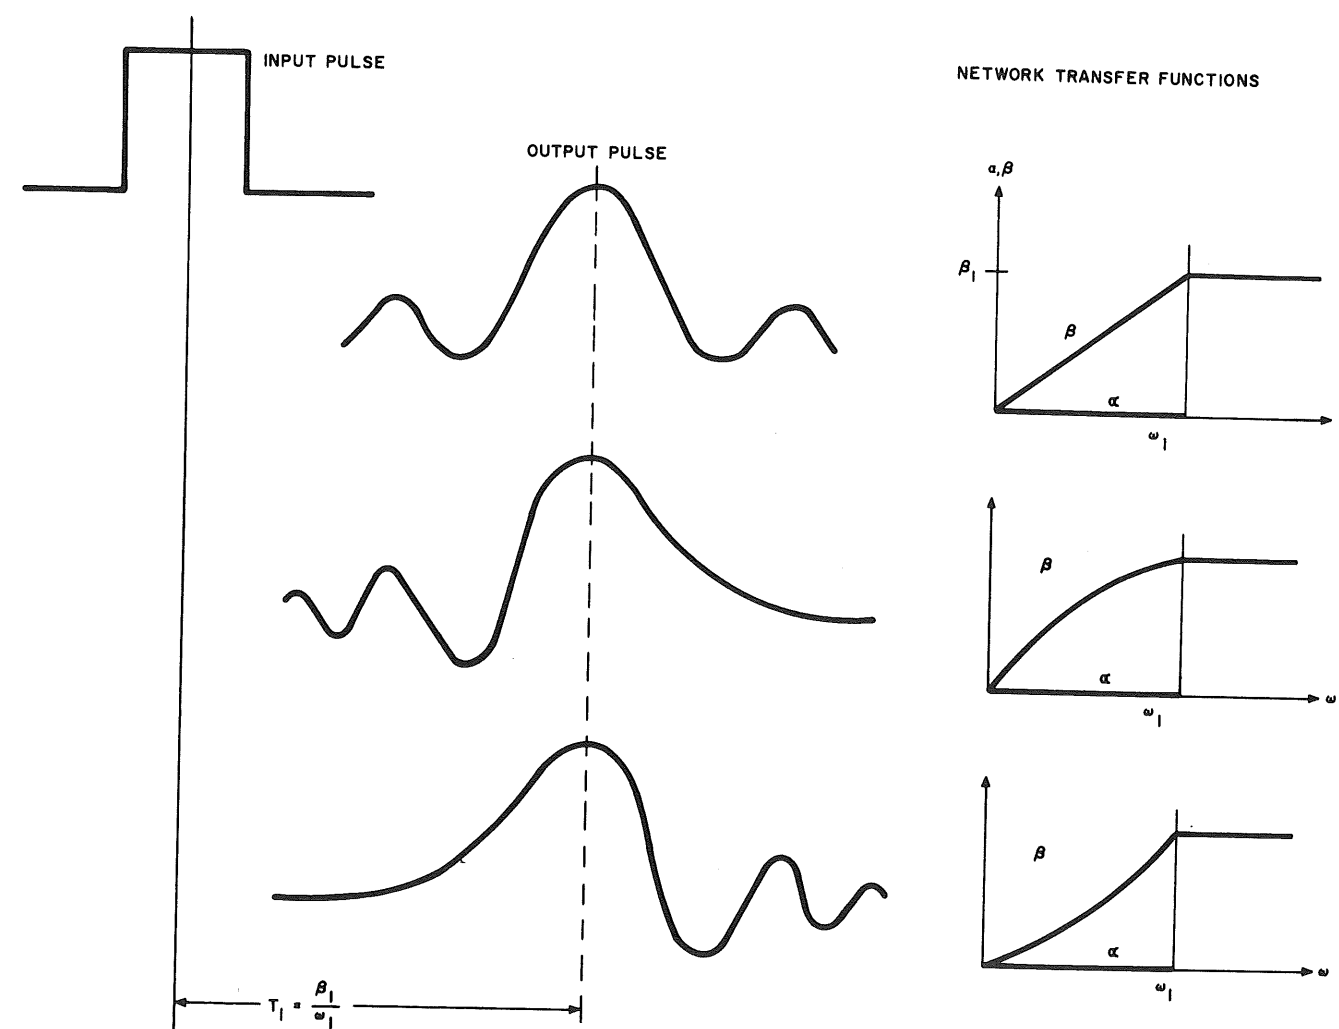 INPUT PULSE
NETWORK TRANSFER FUNCTIONS
OUTPUT PULSE
α,β
β₁
β
α
ω₁
β
α
ω
ω₁
β
α
ω
ω₁
T₁ = β₁/ω₁